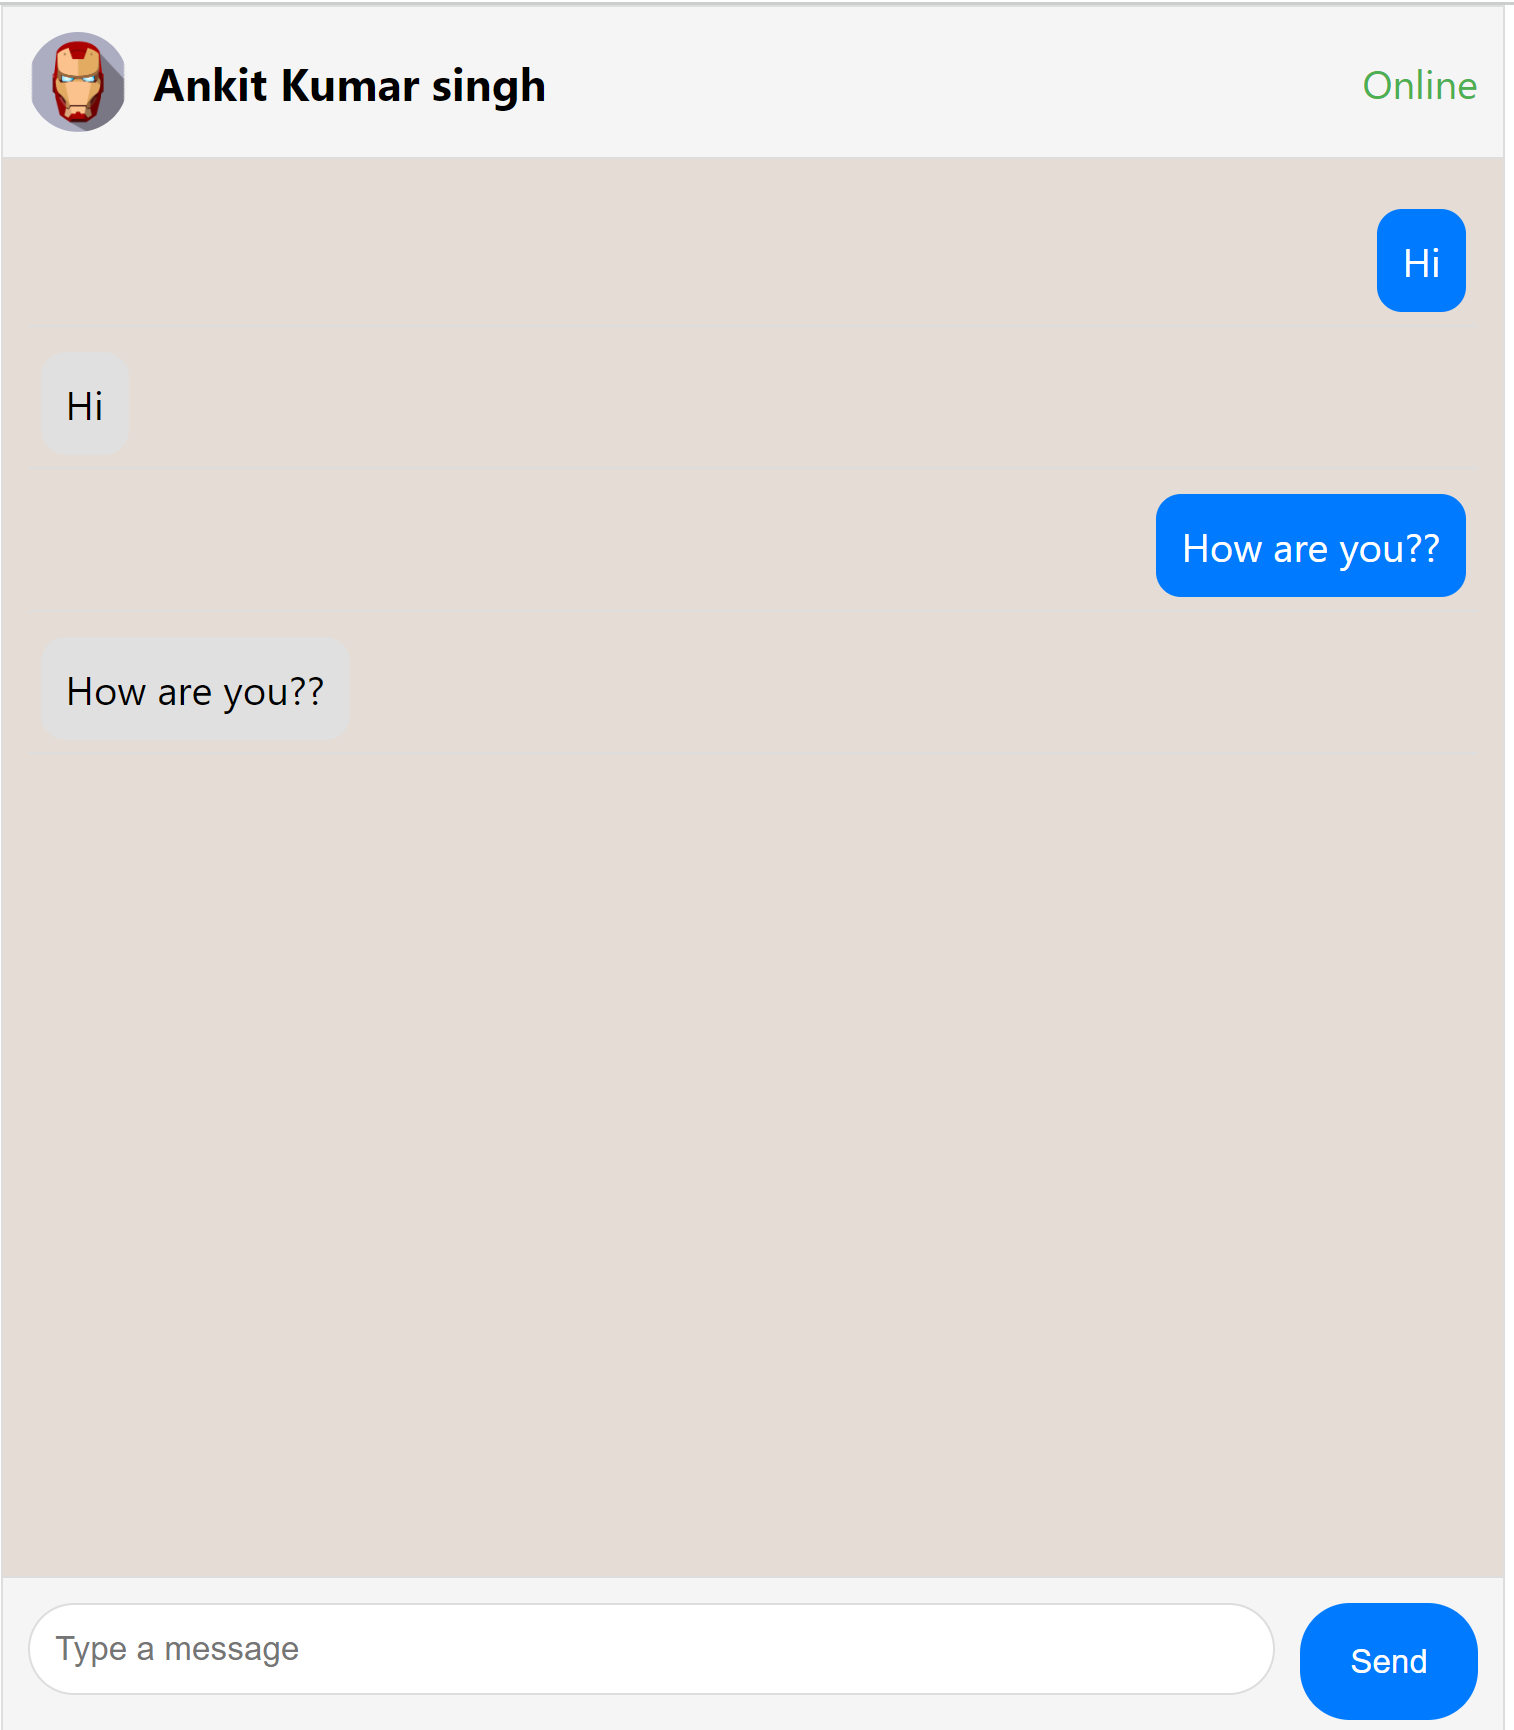 Ankit Kumar singh
Online
Hi
Hi
How are you??
How are you??
Type a message
Send